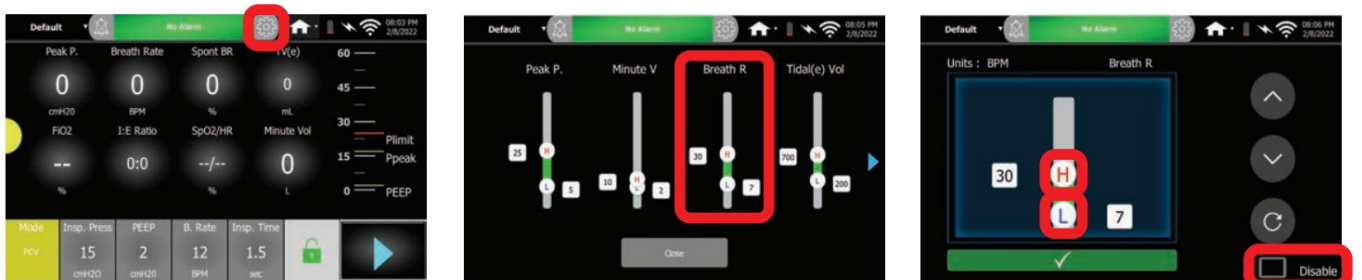 Default No Alarm 08:03 PM
2/8/2022
Peak P. Breath Rate Spont BR TV(e) 60
0 0 0 0 45
cmH20 BPM % mL
30
FiO2 I:E Ratio SpO2/HR Minute Vol
Plimit
-- 0:0 --/-- 0 15 Ppeak
% % L 0 PEEP
Mode Insp. Press PEEP B. Rate Insp. Time
PCV 15 2 12 1.5
cmH2O cmH20 BPM sec
Default No Alarm 08:05 PM
2/8/2022
Peak P. Minute V Breath R Tidal(e) Vol
25 H 30 H 700 H
10 H L 2 L 5 L 7 L 200
Close
Default No Alarm 08:06 PM
2/8/2022
Units : BPM Breath R
30 H
L 7
Disable